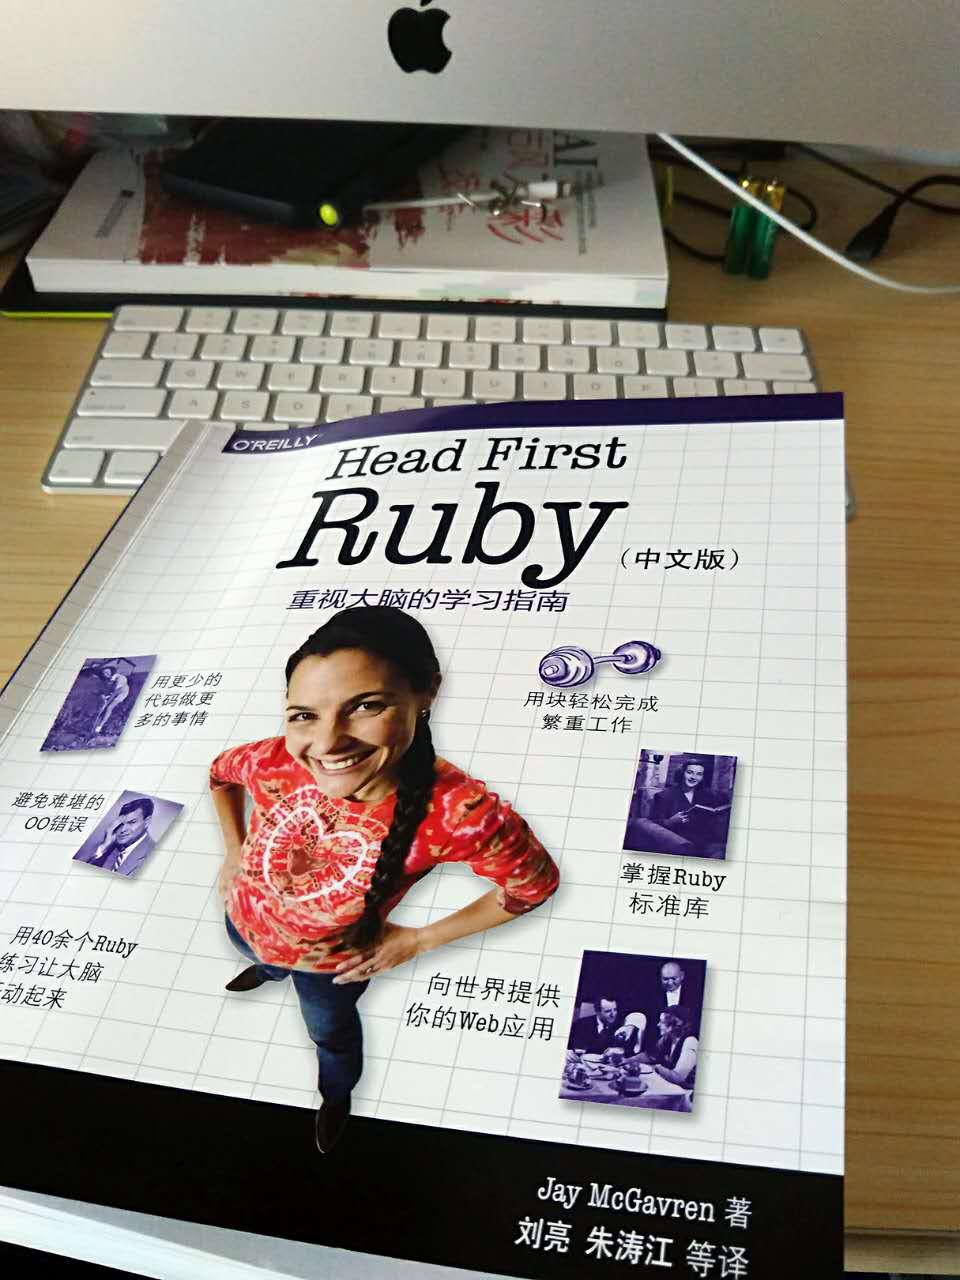 O'REILLY
Head First
Ruby
（中文版）
重视大脑的学习指南
用更少的
代码做更
多的事情
用块轻松完成
繁重工作
避免难堪的
OO错误
掌握Ruby
标准库
用40余个Ruby
练习让大脑
动起来
向世界提供
你的Web应用
Jay McGavren 著
刘亮 朱涛江 等译